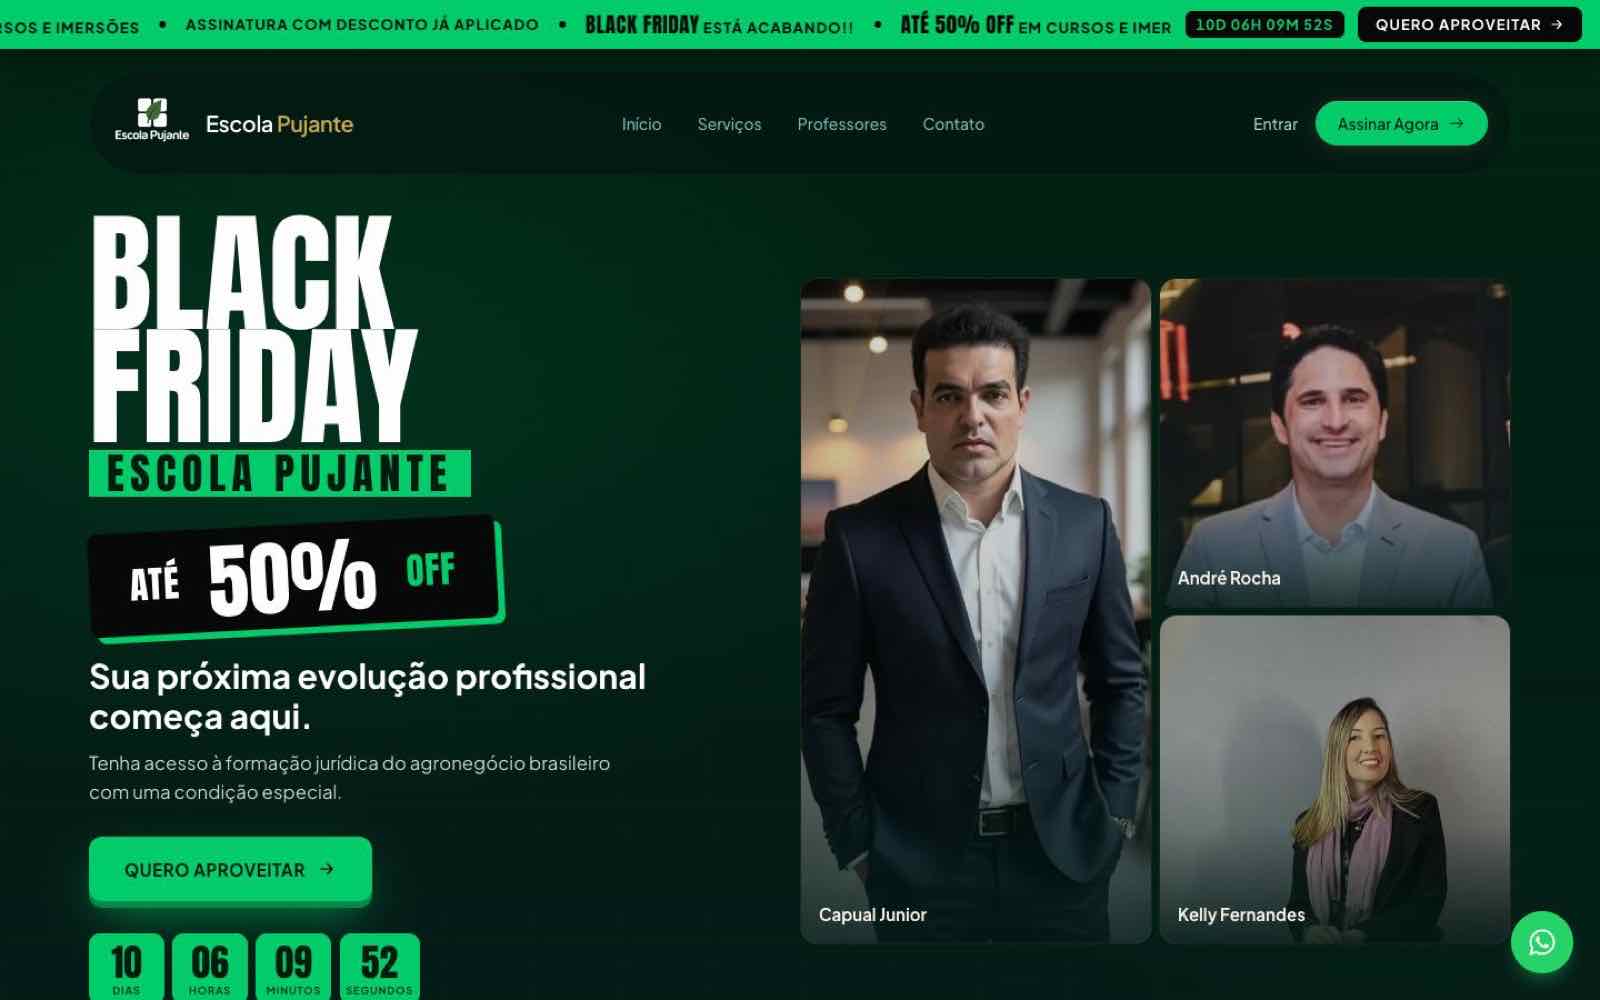 RSOS E IMERSÕES • ASSINATURA COM DESCONTO JÁ APLICADO • BLACK FRIDAY ESTÁ ACABANDO!! • ATÉ 50% OFF EM CURSOS E IMER
10D 06H 09M 52S
QUERO APROVEITAR →
Escola Pujante
Escola Pujante
Início
Serviços
Professores
Contato
Entrar
Assinar Agora →
BLACK
FRIDAY
ESCOLA PUJANTE
ATÉ 50% OFF
Sua próxima evolução profissional
começa aqui.
Tenha acesso à formação jurídica do agronegócio brasileiro
com uma condição especial.
QUERO APROVEITAR →
10 06 09 52
DIAS HORAS MINUTOS SEGUNDOS
Capual Junior
André Rocha
Kelly Fernandes